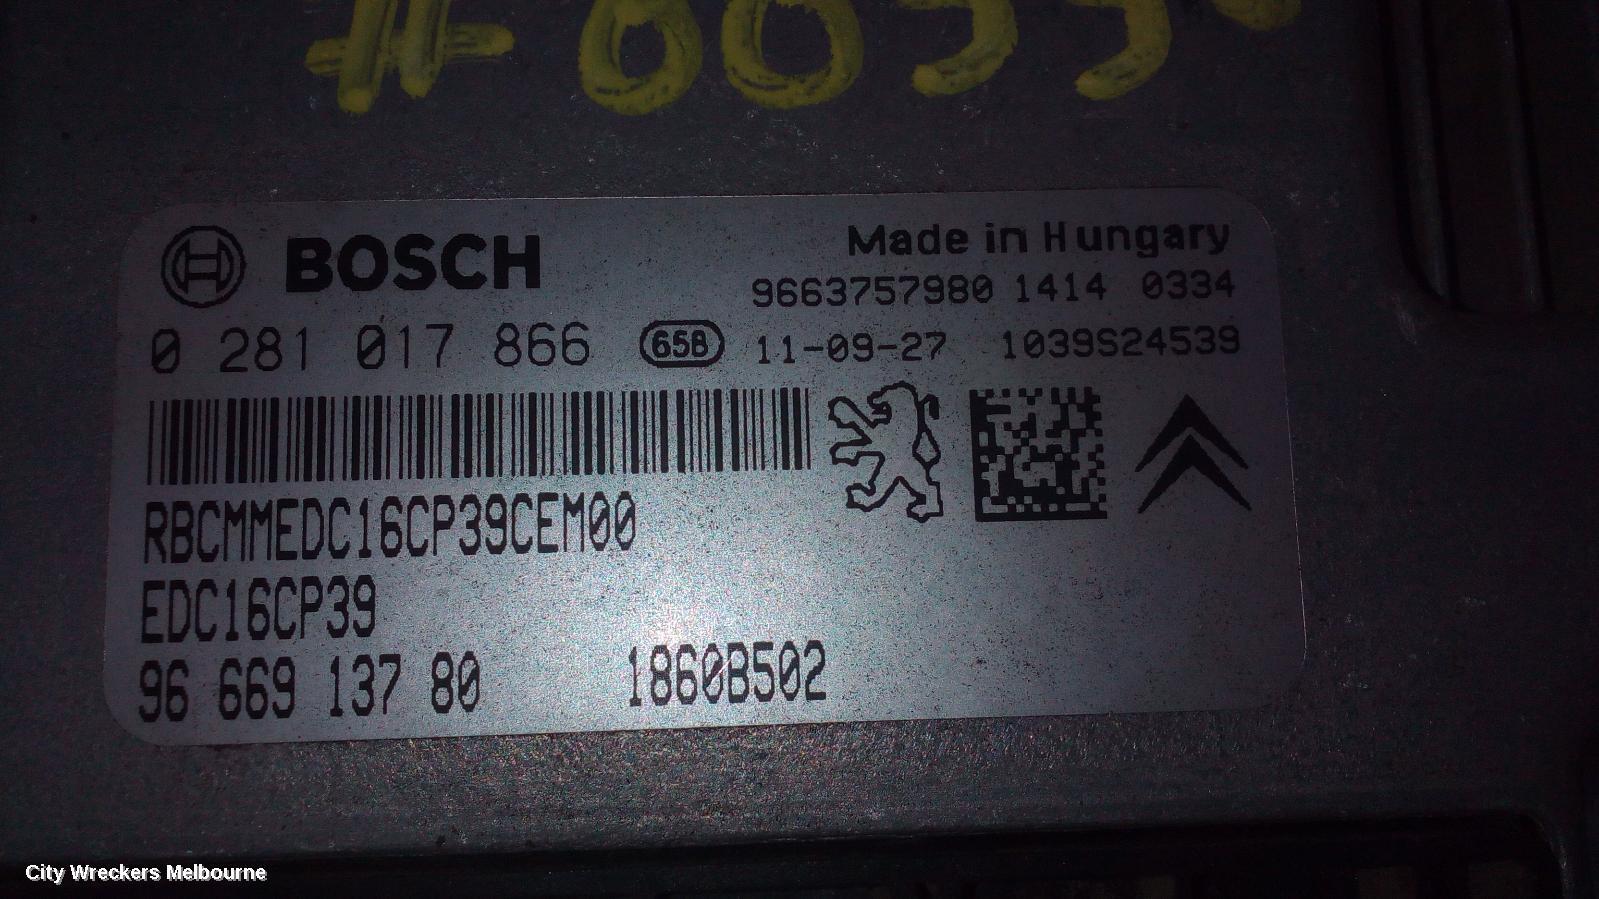 BOSCH
Made in Hungary
9663757980 1414 0334
0 281 017 866 65B 11-09-27 1039S24539
RBCMMEDC16CP39CEM00
EDC16CP39
96 669 137 80 1860B502
City Wreckers Melbourne